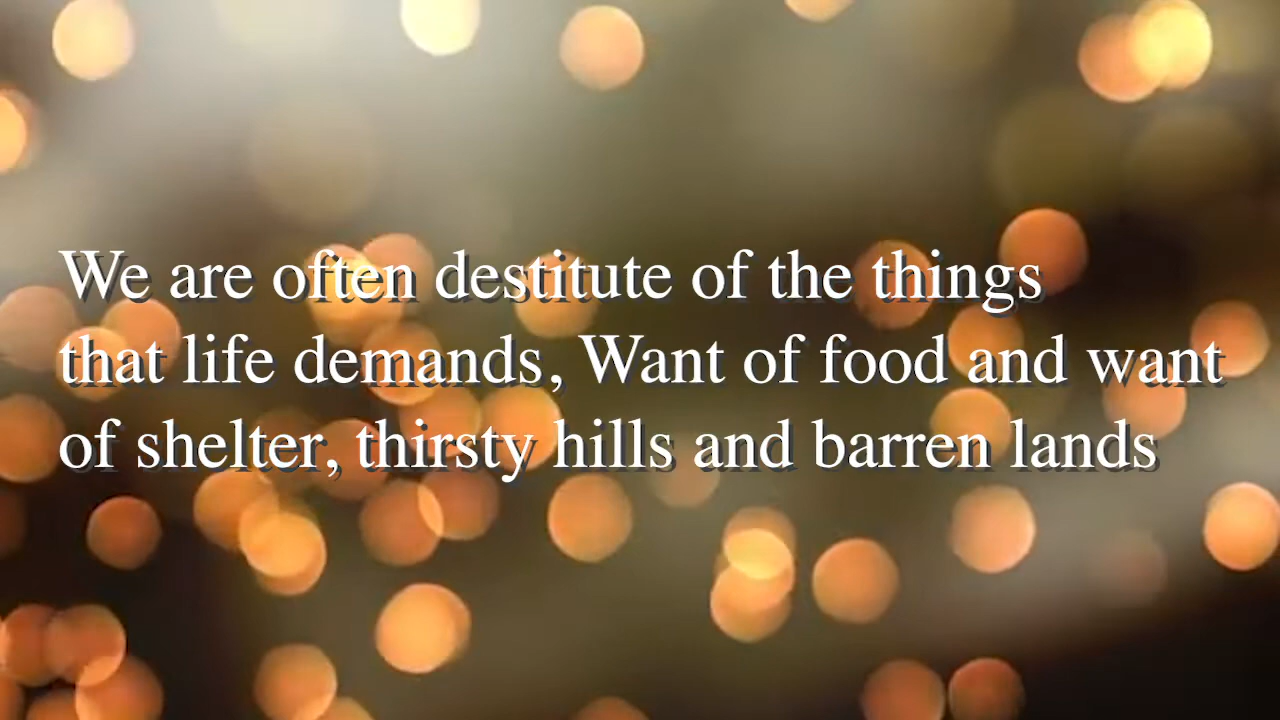 We are often destitute of the things
that life demands, Want of food and want
of shelter, thirsty hills and barren lands